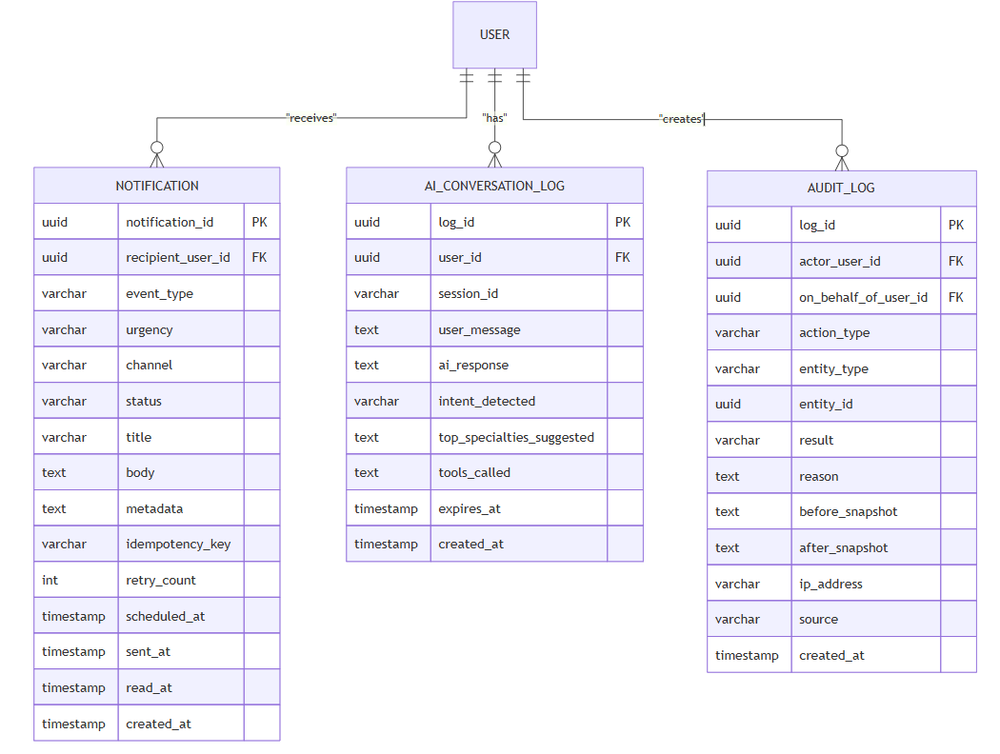 USER
"receives"
"has"
"creates"
NOTIFICATION
uuid notification_id PK
uuid recipient_user_id FK
varchar event_type
varchar urgency
varchar channel
varchar status
varchar title
text body
text metadata
varchar idempotency_key
int retry_count
timestamp scheduled_at
timestamp sent_at
timestamp read_at
timestamp created_at
AI_CONVERSATION_LOG
uuid log_id PK
uuid user_id FK
varchar session_id
text user_message
text ai_response
varchar intent_detected
text top_specialties_suggested
text tools_called
timestamp expires_at
timestamp created_at
AUDIT_LOG
uuid log_id PK
uuid actor_user_id FK
uuid on_behalf_of_user_id FK
varchar action_type
varchar entity_type
uuid entity_id
varchar result
text reason
text before_snapshot
text after_snapshot
varchar ip_address
varchar source
timestamp created_at